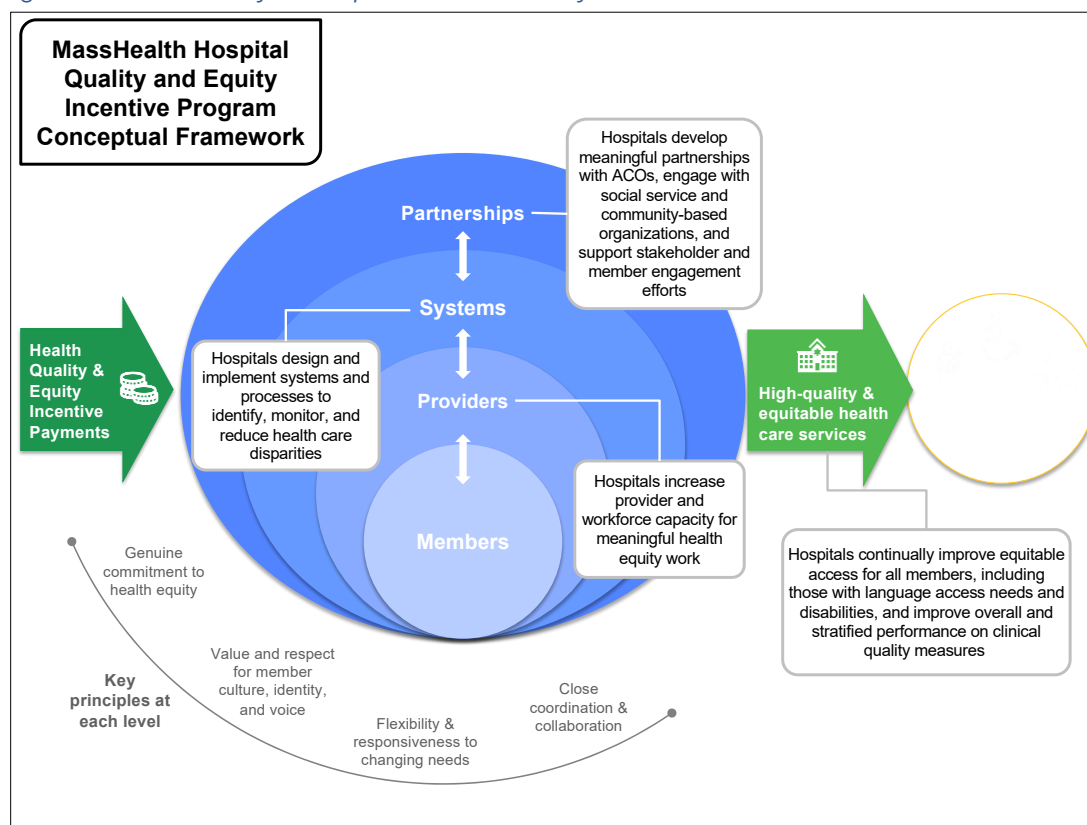 MassHealth Hospital
Quality and Equity
Incentive Program
Conceptual Framework
Hospitals develop
meaningful partnerships
with ACOs, engage with
social service and
community-based
organizations, and
support stakeholder and
member engagement
efforts
Partnerships
Systems
Health
Quality &
Equity
Incentive
Payments
Hospitals design and
implement systems and
processes to
identify, monitor, and
reduce health care
disparities
Providers
High-quality &
equitable health
care services
Hospitals increase
provider and
workforce capacity for
meaningful health
equity work
Members
Hospitals continually improve equitable
access for all members, including
those with language access needs and
disabilities, and improve overall and
stratified performance on clinical
quality measures
Genuine
commitment to
health equity
Value and respect
for member
culture, identity,
and voice
Key
principles at
each level
Flexibility &
responsiveness to
changing needs
Close
coordination &
collaboration